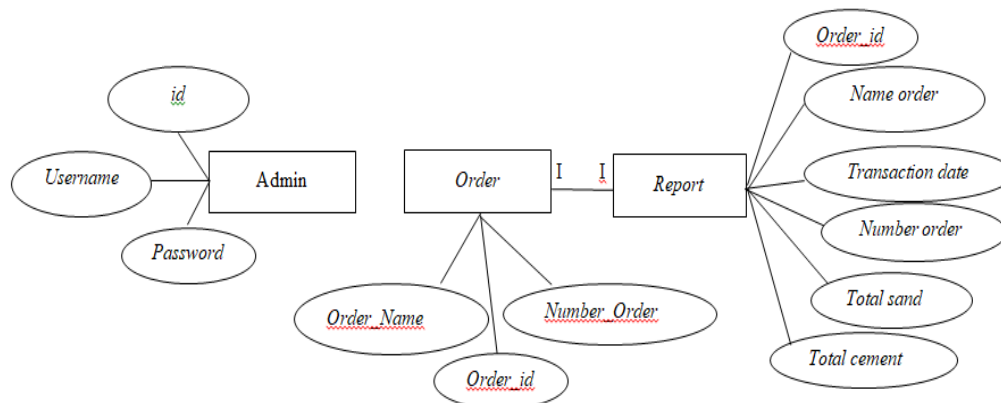 Order_id
id
Name order
Username
Admin
Order
I
I
Report
Transaction date
Password
Number order
Order_Name
Number_Order
Total sand
Order_id
Total cement